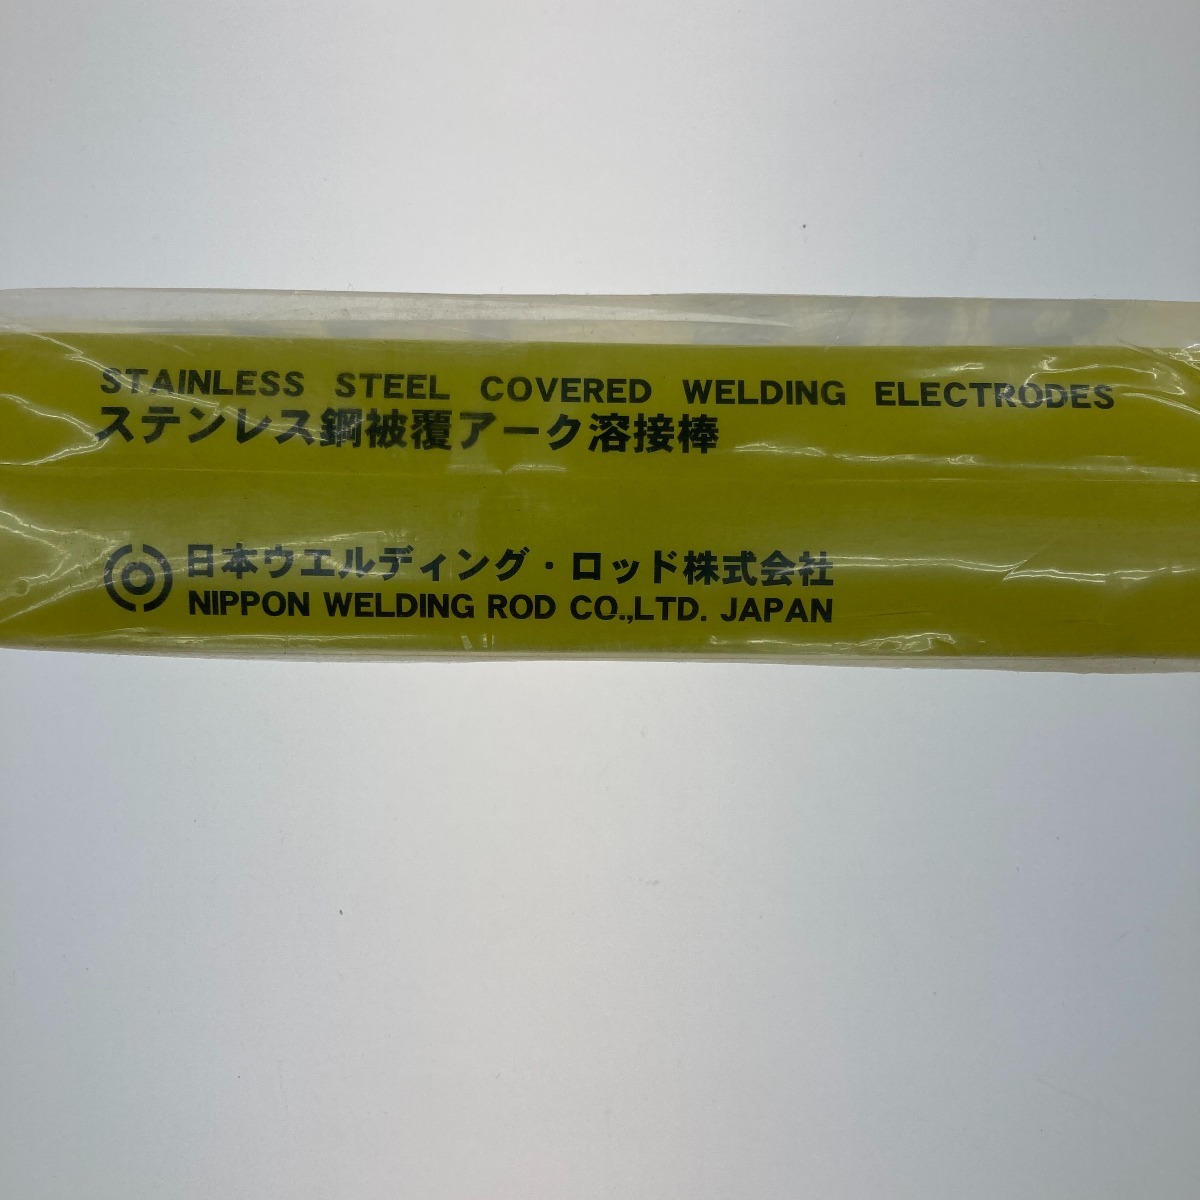 STAINLESS STEEL COVERED WELDING ELECTRODES
ステンレス鋼被覆アーク溶接棒
日本ウエルディング・ロッド株式会社
NIPPON WELDING ROD CO.,LTD. JAPAN